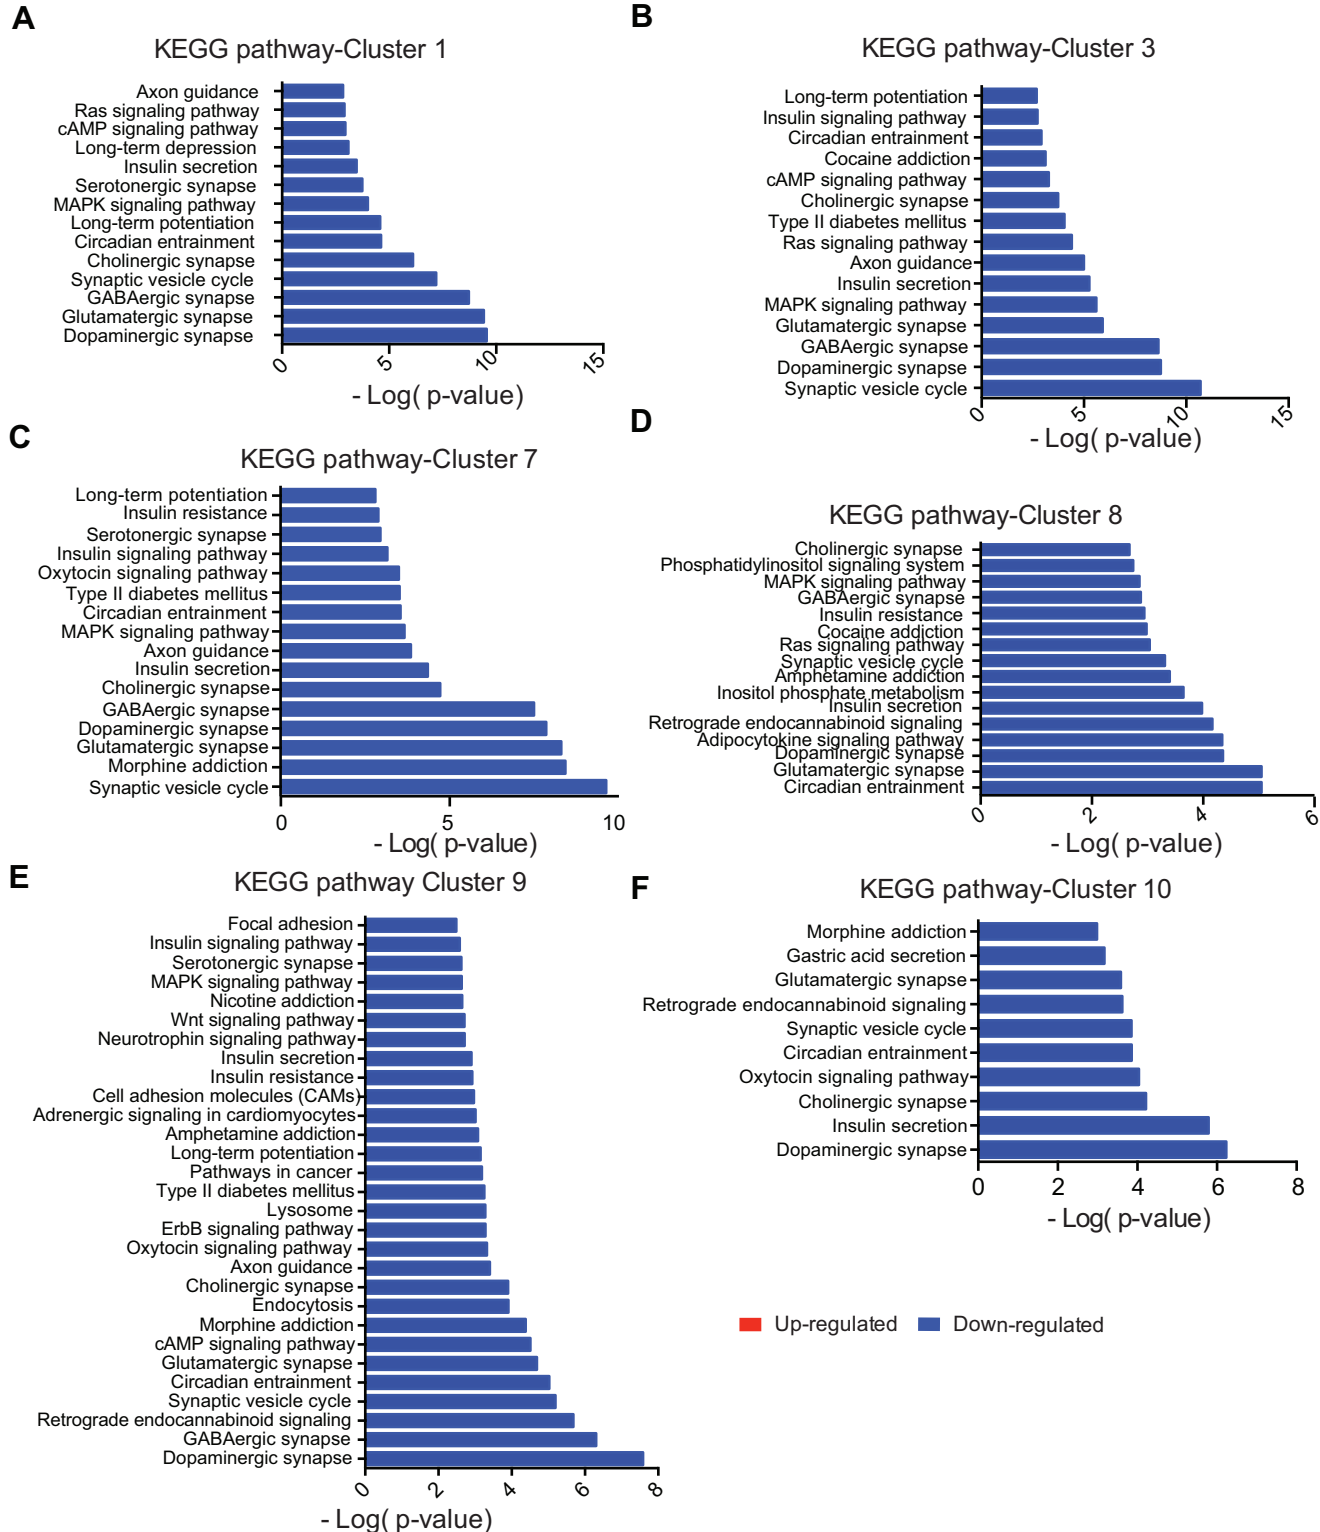 A
KEGG pathway-Cluster 1
Axon guidance
Ras signaling pathway
cAMP signaling pathway
Long-term depression
Insulin secretion
Serotonergic synapse
MAPK signaling pathway
Long-term potentiation
Circadian entrainment
Cholinergic synapse
Synaptic vesicle cycle
GABAergic synapse
Glutamatergic synapse
Dopaminergic synapse
0 5 10 15
- Log( p-value)
B
KEGG pathway-Cluster 3
Long-term potentiation
Insulin signaling pathway
Circadian entrainment
Cocaine addiction
cAMP signaling pathway
Cholinergic synapse
Type II diabetes mellitus
Ras signaling pathway
Axon guidance
Insulin secretion
MAPK signaling pathway
Glutamatergic synapse
GABAergic synapse
Dopaminergic synapse
Synaptic vesicle cycle
0 5 10 15
- Log( p-value)
C
KEGG pathway-Cluster 7
Long-term potentiation
Insulin resistance
Serotonergic synapse
Insulin signaling pathway
Oxytocin signaling pathway
Type II diabetes mellitus
Circadian entrainment
MAPK signaling pathway
Axon guidance
Insulin secretion
Cholinergic synapse
GABAergic synapse
Dopaminergic synapse
Glutamatergic synapse
Morphine addiction
Synaptic vesicle cycle
0 5 10
- Log( p-value)
D
KEGG pathway-Cluster 8
Cholinergic synapse
Phosphatidylinositol signaling system
MAPK signaling pathway
GABAergic synapse
Insulin resistance
Cocaine addiction
Ras signaling pathway
Synaptic vesicle cycle
Amphetamine addiction
Inositol phosphate metabolism
Insulin secretion
Retrograde endocannabinoid signaling
Adipocytokine signaling pathway
Dopaminergic synapse
Glutamatergic synapse
Circadian entrainment
0 2 4 6
- Log( p-value)
E
KEGG pathway Cluster 9
Focal adhesion
Insulin signaling pathway
Serotonergic synapse
MAPK signaling pathway
Nicotine addiction
Wnt signaling pathway
Neurotrophin signaling pathway
Insulin secretion
Insulin resistance
Cell adhesion molecules (CAMs)
Adrenergic signaling in cardiomyocytes
Amphetamine addiction
Long-term potentiation
Pathways in cancer
Type II diabetes mellitus
Lysosome
ErbB signaling pathway
Oxytocin signaling pathway
Axon guidance
Cholinergic synapse
Endocytosis
Morphine addiction
cAMP signaling pathway
Glutamatergic synapse
Circadian entrainment
Synaptic vesicle cycle
Retrograde endocannabinoid signaling
GABAergic synapse
Dopaminergic synapse
0 2 4 6 8
- Log( p-value)
F
KEGG pathway-Cluster 10
Morphine addiction
Gastric acid secretion
Glutamatergic synapse
Retrograde endocannabinoid signaling
Synaptic vesicle cycle
Circadian entrainment
Oxytocin signaling pathway
Cholinergic synapse
Insulin secretion
Dopaminergic synapse
0 2 4 6 8
- Log( p-value)
Up-regulated Down-regulated